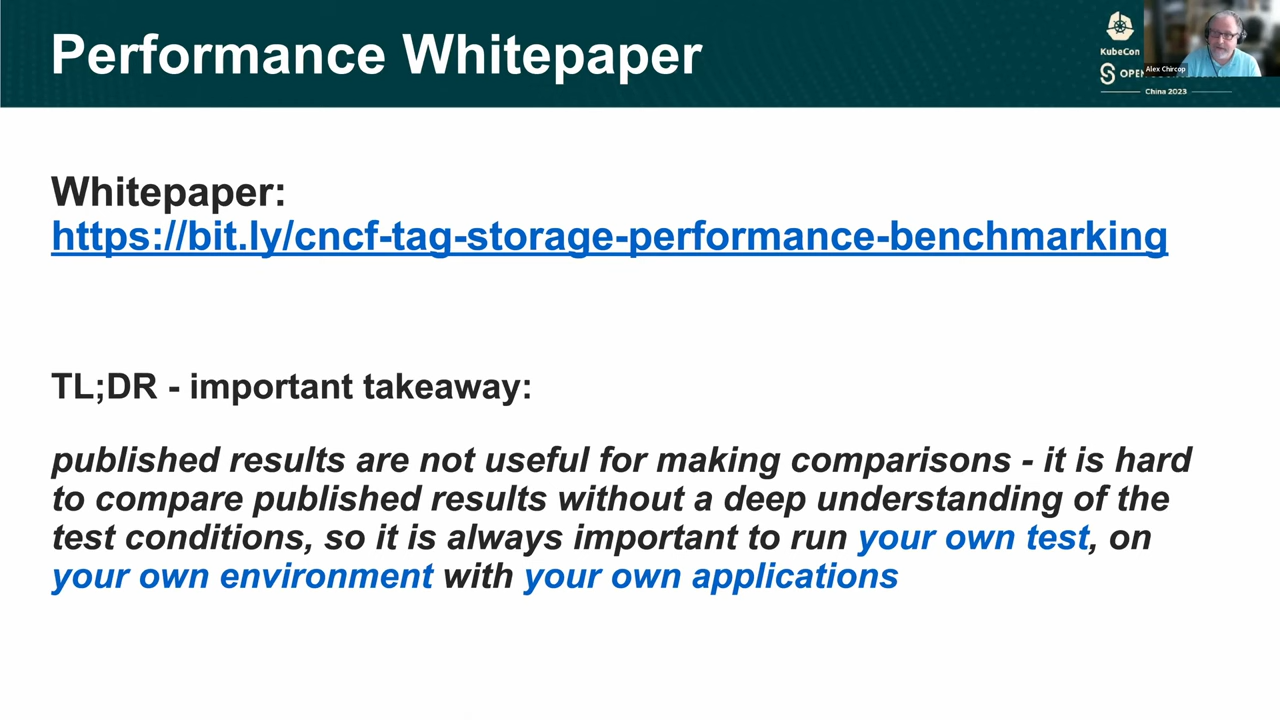 Performance Whitepaper
KubeCon
OPEN
Alex Chircop
China 2023
Whitepaper:
https://bit.ly/cncf-tag-storage-performance-benchmarking
TL;DR - important takeaway:
published results are not useful for making comparisons - it is hard
to compare published results without a deep understanding of the
test conditions, so it is always important to run your own test, on
your own environment with your own applications